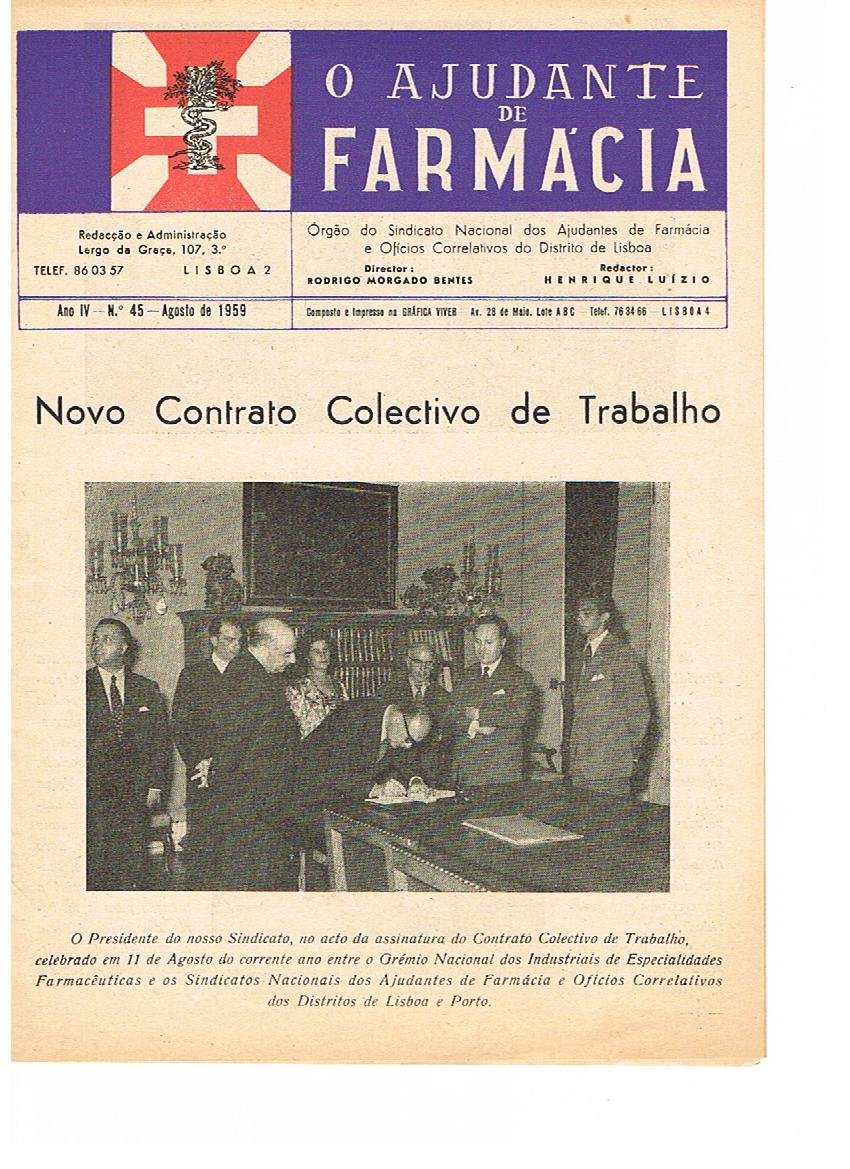 O AJUDANTE
DE
FARMÁCIA
Redacção e Administração
Largo da Graça, 107, 3.º
TELEF. 86 03 57 LISBOA 2
Órgão do Sindicato Nacional dos Ajudantes de Farmácia
e Ofícios Correlativos do Distrito de Lisboa
Director: Redactor:
RODRIGO MORGADO BENTES HENRIQUE LUÍZIO
Ano IV — N.º 45 — Agosto de 1959
Composto e Impresso na GRÁFICA VIVER — Av. 28 de Maio. Lote A B C — Telef. 76 34 66 — LISBOA 4
Novo Contrato Colectivo de Trabalho
O Presidente do nosso Sindicato, no acto da assinatura do Contrato Colectivo de Trabalho,
celebrado em 11 de Agosto do corrente ano entre o Grémio Nacional dos Industriais de Especialidades
Farmacêuticas e os Sindicatos Nacionais dos Ajudantes de Farmácia e Ofícios Correlativos
dos Distritos de Lisboa e Porto.